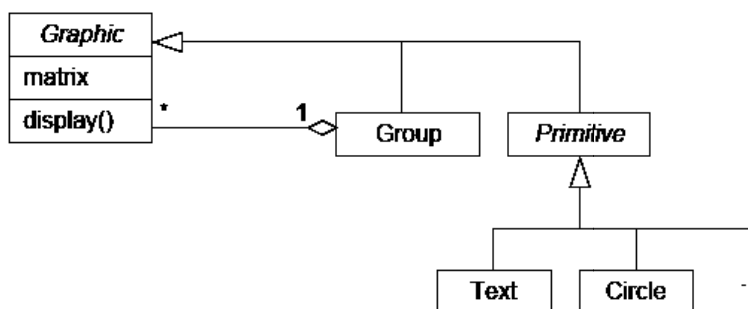 Graphic
matrix
display()
*
1
Group
Primitive
Text
Circle